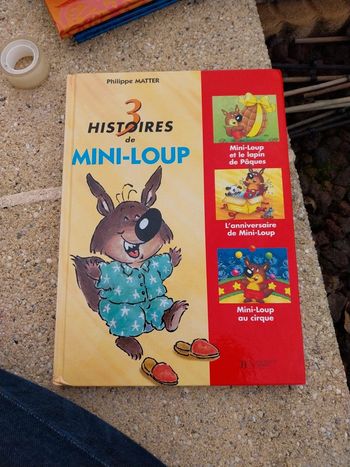 Philippe MATTER
3
HISTOIRES
de
MINI-LOUP
Mini-Loup
et le lapin
de Pâques
L'anniversaire
de Mini-Loup
Mini-Loup
au cirque